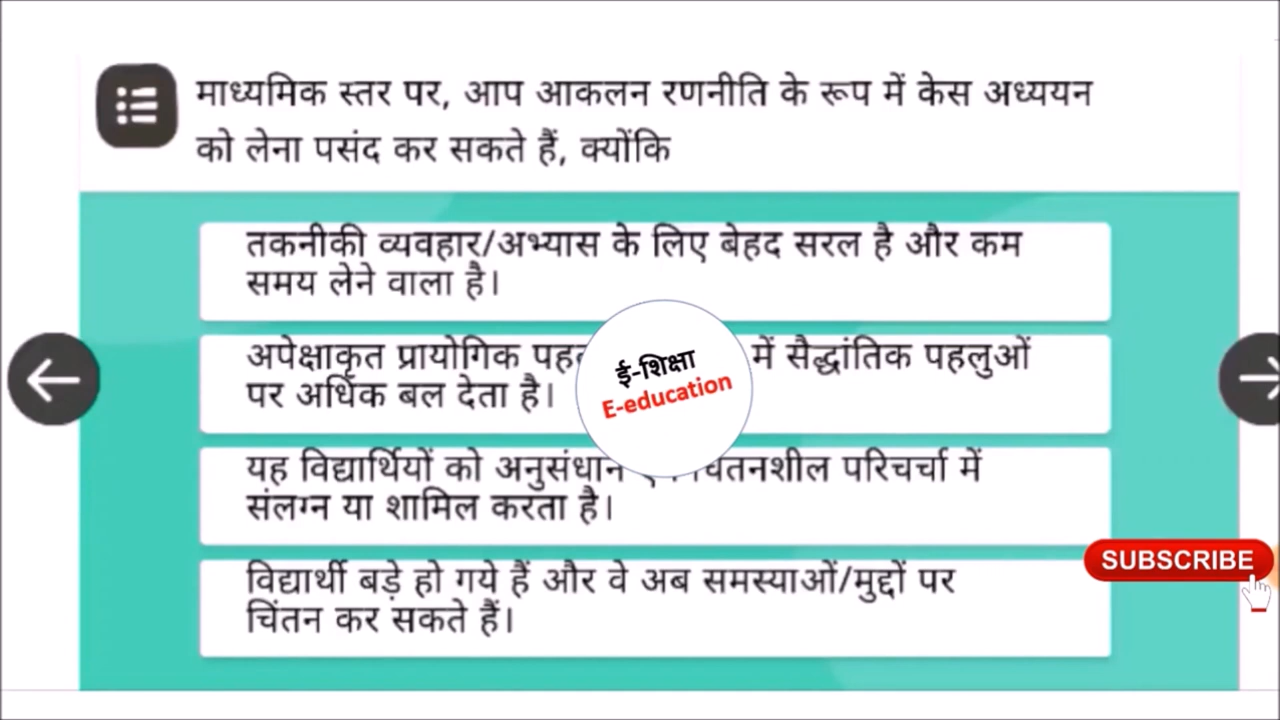 माध्यमिक स्तर पर, आप आकलन रणनीति के रूप में केस अध्ययन
को लेना पसंद कर सकते हैं, क्योंकि
तकनीकी व्यवहार/अभ्यास के लिए बेहद सरल है और कम
समय लेने वाला है।
अपेक्षाकृत प्रायोगिक में सैद्धांतिक पहलुओं
पर अधिक बल देता है।
ई-शिक्षा
E-education
यह विद्यार्थियों को अनुसंधान परिचर्चा में
संलग्न या शामिल करता है।
SUBSCRIBE
विद्यार्थी बड़े हो गये हैं और वे अब समस्याओं/मुद्दों पर
चिंतन कर सकते हैं।